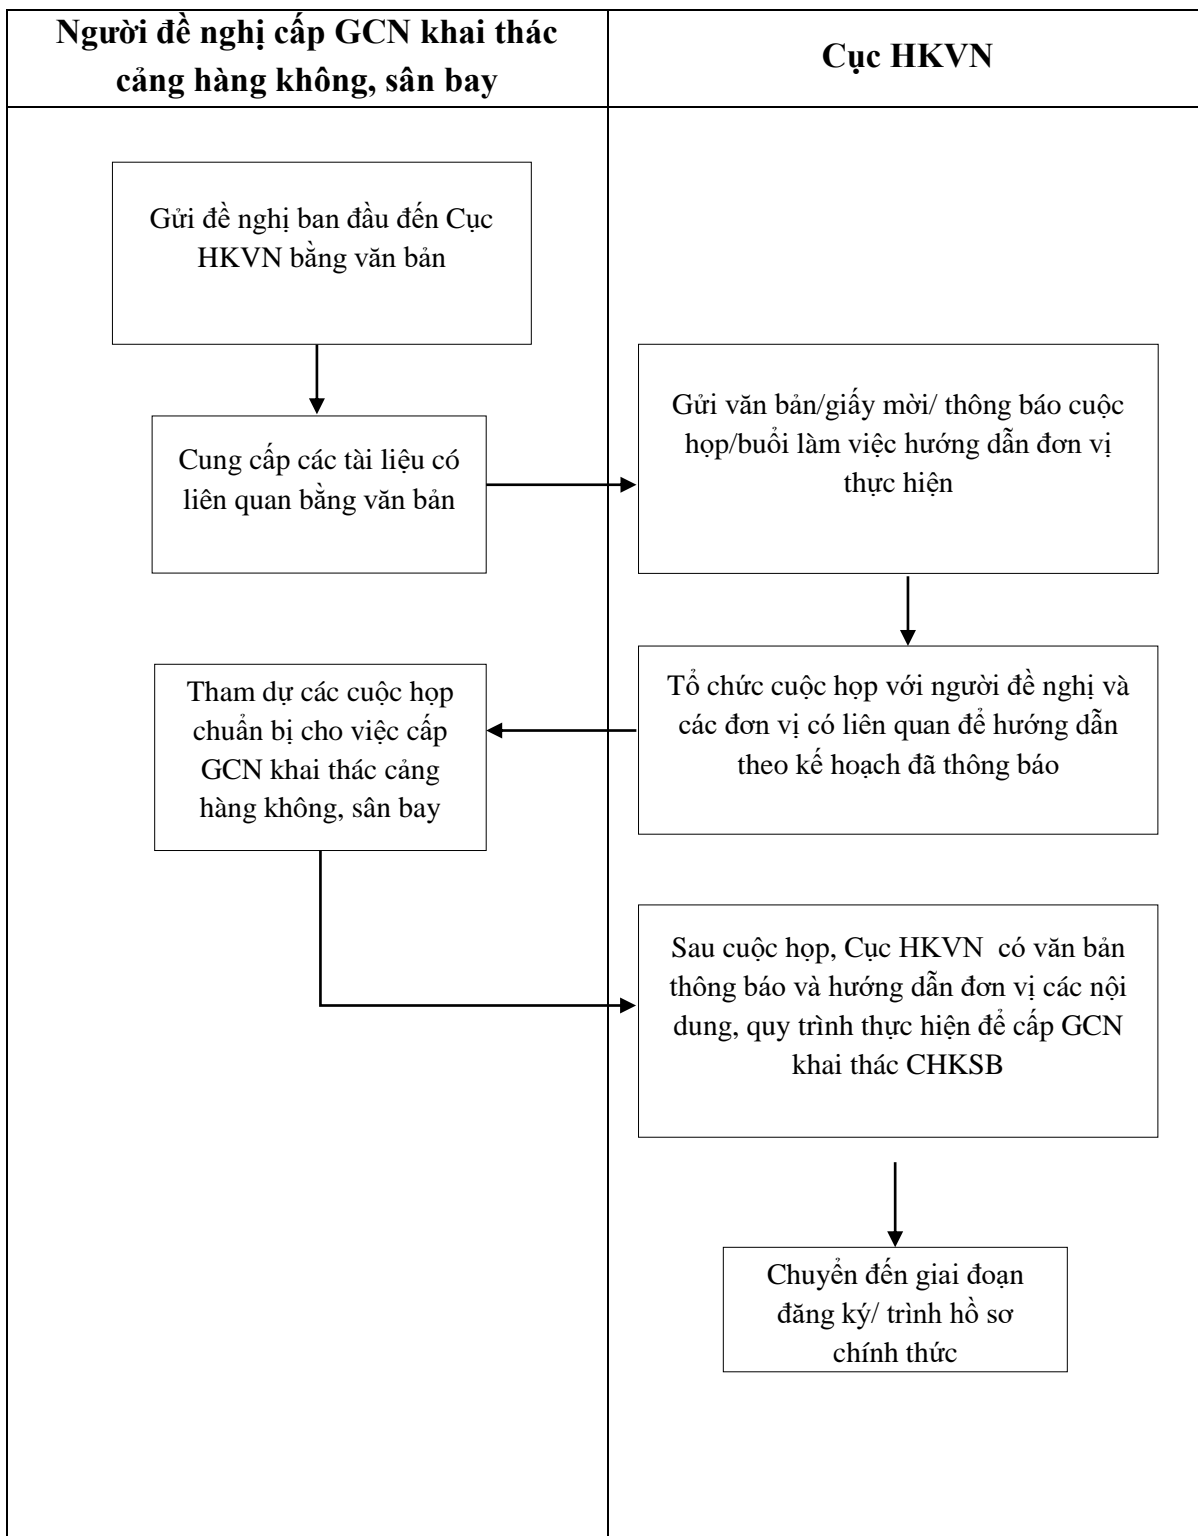 Người đề nghị cấp GCN khai thác
cảng hàng không, sân bay
Cục HKVN
Gửi đề nghị ban đầu đến Cục
HKVN bằng văn bản
Cung cấp các tài liệu có
liên quan bằng văn bản
Gửi văn bản/giấy mời/ thông báo cuộc
họp/buổi làm việc hướng dẫn đơn vị
thực hiện
Tổ chức cuộc họp với người đề nghị và
các đơn vị có liên quan để hướng dẫn
theo kế hoạch đã thông báo
Tham dự các cuộc họp
chuẩn bị cho việc cấp
GCN khai thác cảng
hàng không, sân bay
Sau cuộc họp, Cục HKVN  có văn bản
thông báo và hướng dẫn đơn vị các nội
dung, quy trình thực hiện để cấp GCN
khai thác CHKSB
Chuyển đến giai đoạn
đăng ký/ trình hồ sơ
chính thức